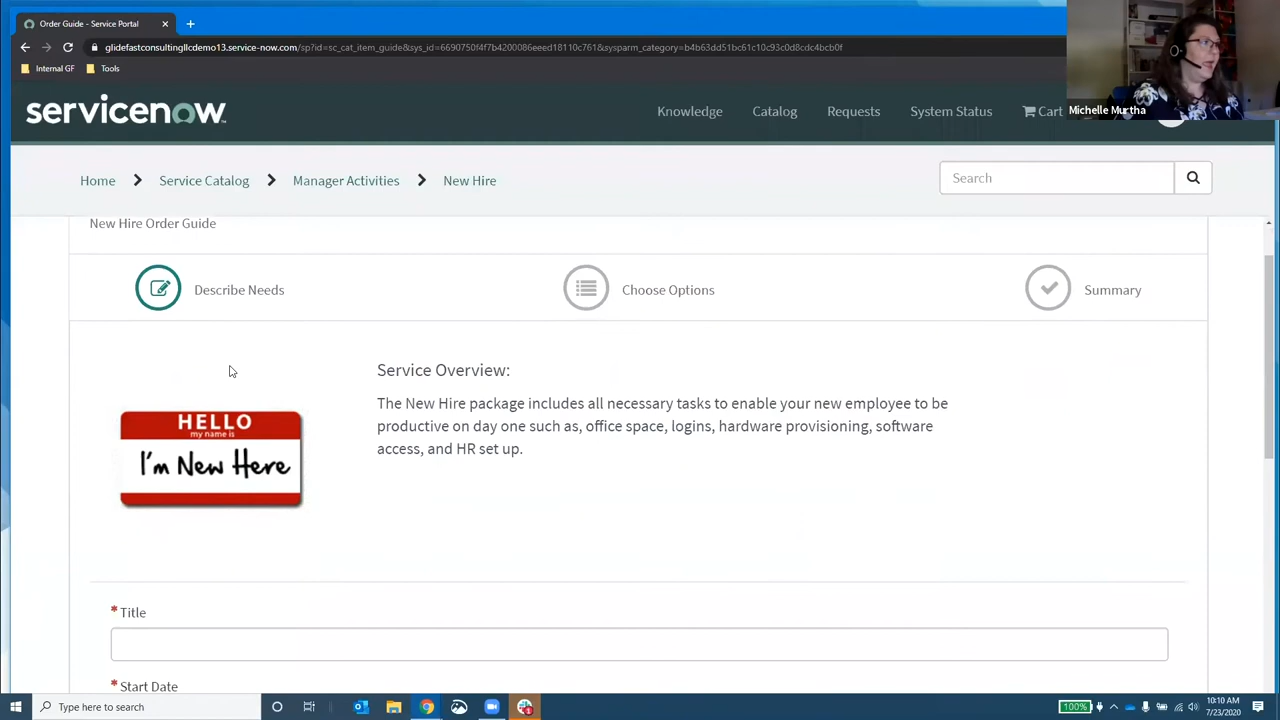 Order Guide - Service Portal
glidefastconsultingllcdemo13.service-now.com/sp?id=sc_cat_item_guide&sys_id=6690750f4f7b4200086eeed18110c761&sysparm_category=b4b63dd51bc61c10c93c0d8cdc4bcb0f
Internal GF
Tools
servicenow
Knowledge
Catalog
Requests
System Status
Cart
Michelle Murtha
Home
Service Catalog
Manager Activities
New Hire
Search
New Hire Order Guide
Describe Needs
Choose Options
Summary
Service Overview:
The New Hire package includes all necessary tasks to enable your new employee to be
productive on day one such as, office space, logins, hardware provisioning, software
access, and HR set up.
HELLO
my name is
I'm New Here
* Title
* Start Date
Type here to search
100%
10:10 AM
7/23/2020